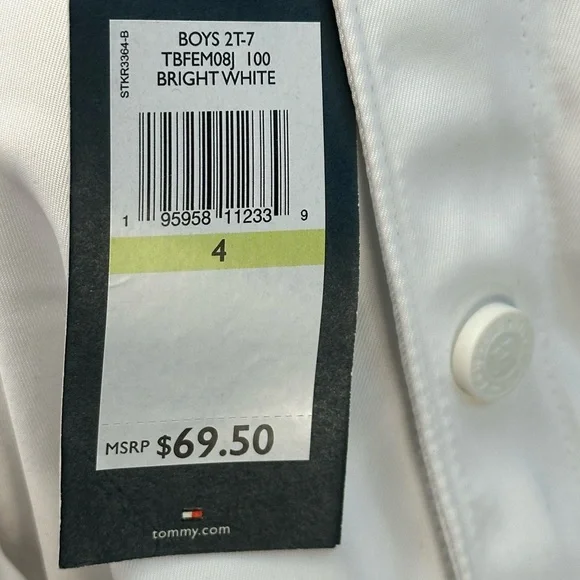 STKR3364-B
BOYS 2T-7
TBFEM08J 100
BRIGHT WHITE
1 95958 11233 9
4
MSRP $69.50
tommy.com